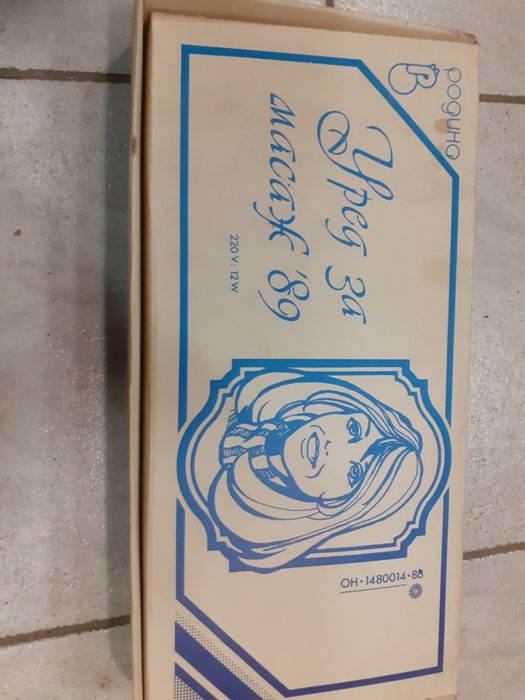 родина
Уред за
масаж '89
220 V: 12 W
ОН·1480014·88